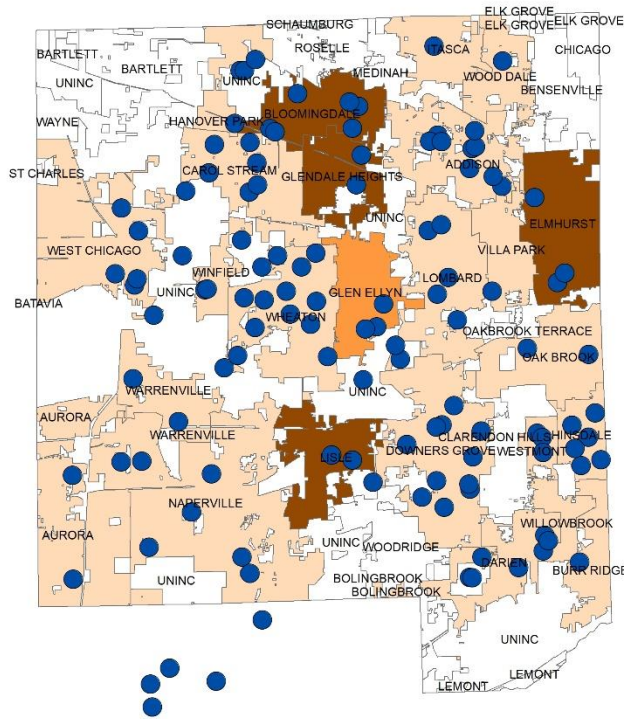 SCHAUMBURG
ELK GROVE
ELK GROVE
ELK GROVE
BARTLETT
ROSELLE
ITASCA
CHICAGO
BARTLETT
UNINC
UNINC
MEDINAH
WOOD DALE
BENSENVILLE
WAYNE
HANOVER PARK
BLOOMINGDALE
ADDISON
ST CHARLES
CAROL STREAM
GLENDALE HEIGHTS
UNINC
ELMHURST
WEST CHICAGO
VILLA PARK
WINFIELD
LOMBARD
BATAVIA
UNINC
GLEN ELLYN
WHEATON
OAKBROOK TERRACE
OAK BROOK
UNINC
WARRENVILLE
AURORA
WARRENVILLE
CLARENDON HILLS
HINSDALE
LISLE
DOWNERS GROVE
WESTMONT
NAPERVILLE
WILLOWBROOK
AURORA
UNINC
WOODRIDGE
DARIEN
BURR RIDGE
UNINC
BOLINGBROOK
BOLINGBROOK
UNINC
LEMONT
LEMONT